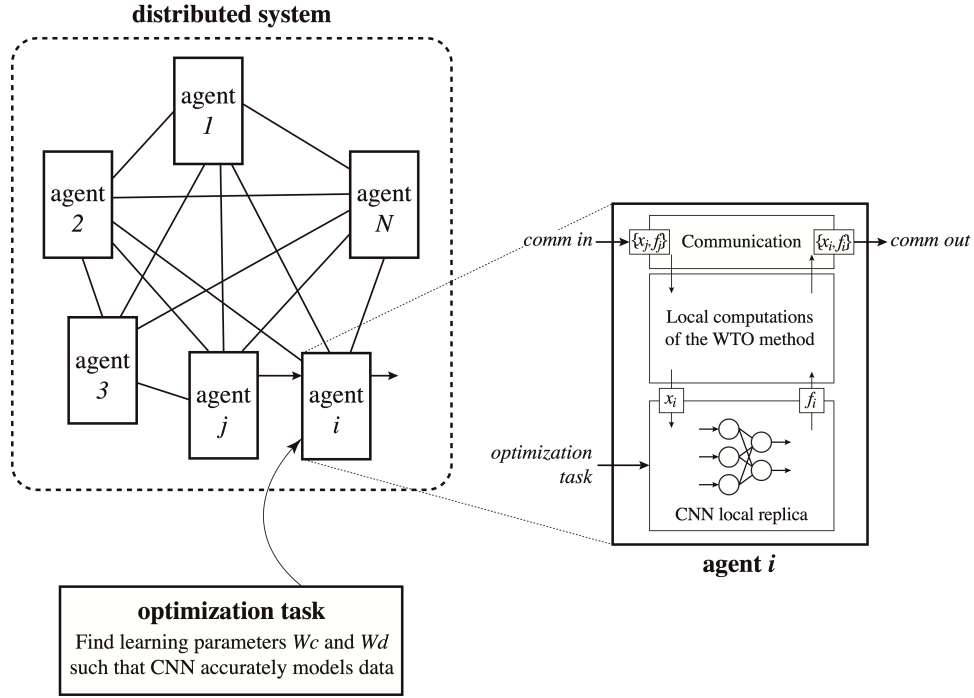 distributed system
agent
1
agent
2
agent
N
agent
3
agent
j
agent
i
comm in
{xj,fj}
Communication
{xi,fi}
comm out
Local computations
of the WTO method
xi
fi
optimization
task
CNN local replica
agent i
optimization task
Find learning parameters Wc and Wd
such that CNN accurately models data